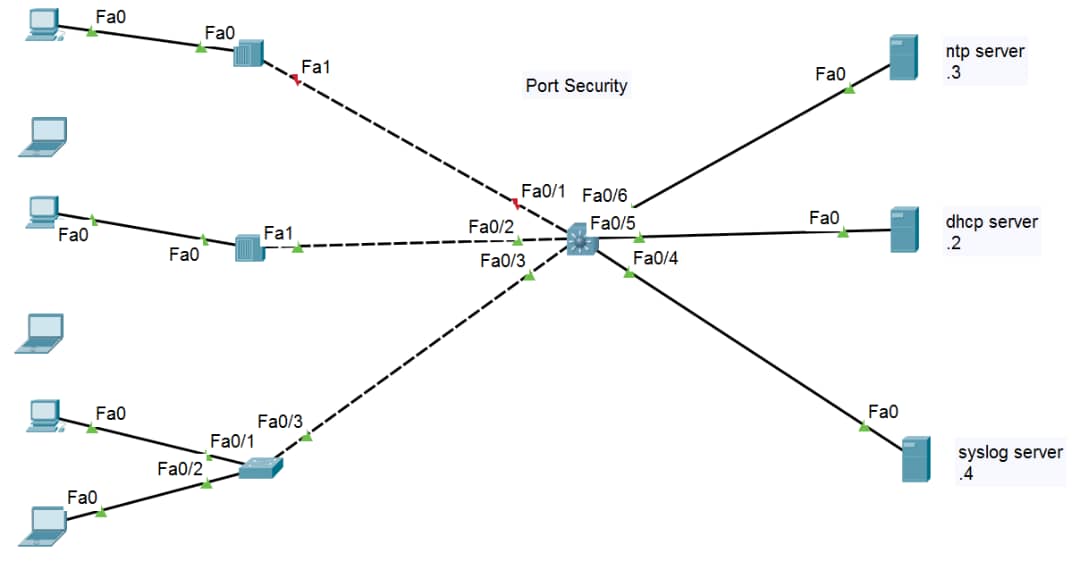 Fa0
Fa0
Fa1
Port Security
Fa0
ntp server
.3
Fa0/1
Fa0/6
Fa0
Fa0
Fa1
Fa0/2
Fa0/5
Fa0
dhcp server
.2
Fa0/3
Fa0/4
Fa0
Fa0/1
Fa0/3
Fa0/2
Fa0
Fa0
syslog server
.4